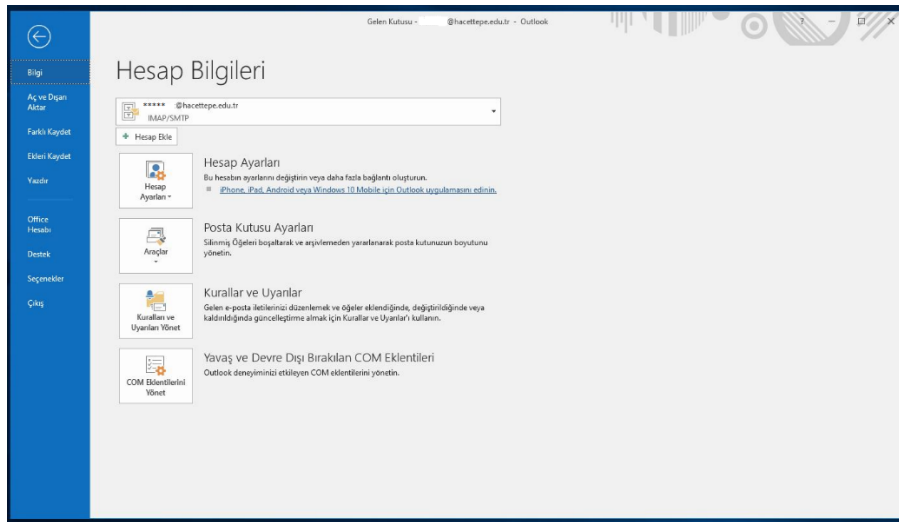 Gelen Kutusu - @hacettepe.edu.tr - Outlook
Bilgi
Aç ve Dışarı
Aktar
Farklı Kaydet
Ekleri Kaydet
Yazdır
Office
Hesabı
Destek
Seçenekler
Çıkış
Hesap Bilgileri
***** @hacettepe.edu.tr
IMAP/SMTP
Hesap Ekle
Hesap
Ayarları
Hesap Ayarları
Bu hesabın ayarlarını değiştirin veya daha fazla bağlantı oluşturun.
iPhone, iPad, Android veya Windows 10 Mobile için Outlook uygulamasını edinin.
Araçlar
Posta Kutusu Ayarları
Silinmiş Öğeleri boşaltarak ve arşivlemeden yararlanarak posta kutunuzun boyutunu
yönetin.
Kuralları ve
Uyarıları Yönet
Kurallar ve Uyarılar
Gelen e-posta iletilerinizi düzenlemek ve öğeler eklendiğinde, değiştirildiğinde veya
kaldırıldığında güncelleştirme almak için Kurallar ve Uyarılar'ı kullanın.
COM Eklentilerini
Yönet
Yavaş ve Devre Dışı Bırakılan COM Eklentileri
Outlook deneyiminizi etkileyen COM eklentilerini yönetin.